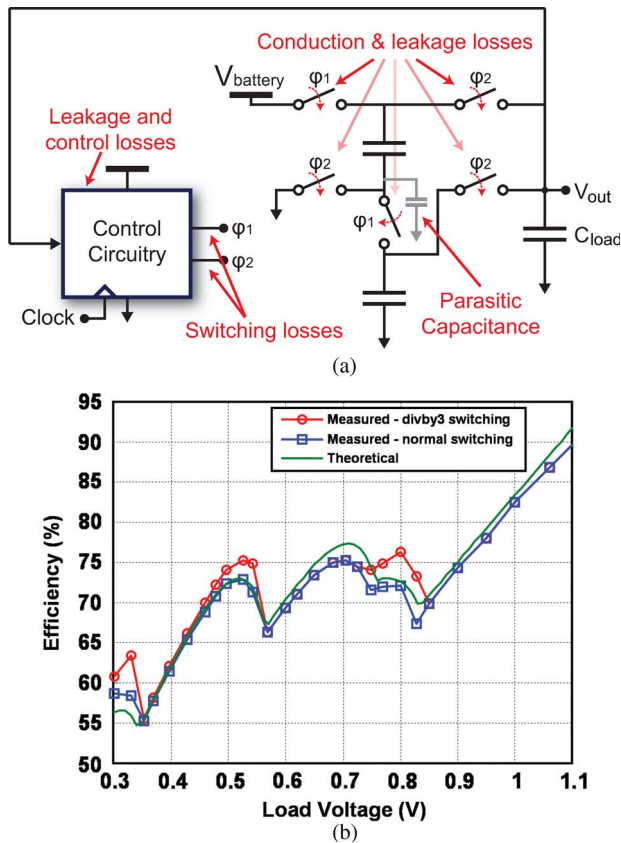 Conduction & leakage losses
V battery
φ1
φ2
Leakage and
control losses
φ2
φ2
Control
Circuitry
φ1
φ2
φ1
Vout
Cload
Clock
Switching losses
Parasitic
Capacitance
(a)
95
90
85
80
75
70
65
60
55
50
Efficiency (%)
Measured - divby3 switching
Measured - normal switching
Theoretical
0.3 0.4 0.5 0.6 0.7 0.8 0.9 1 1.1
Load Voltage (V)
(b)